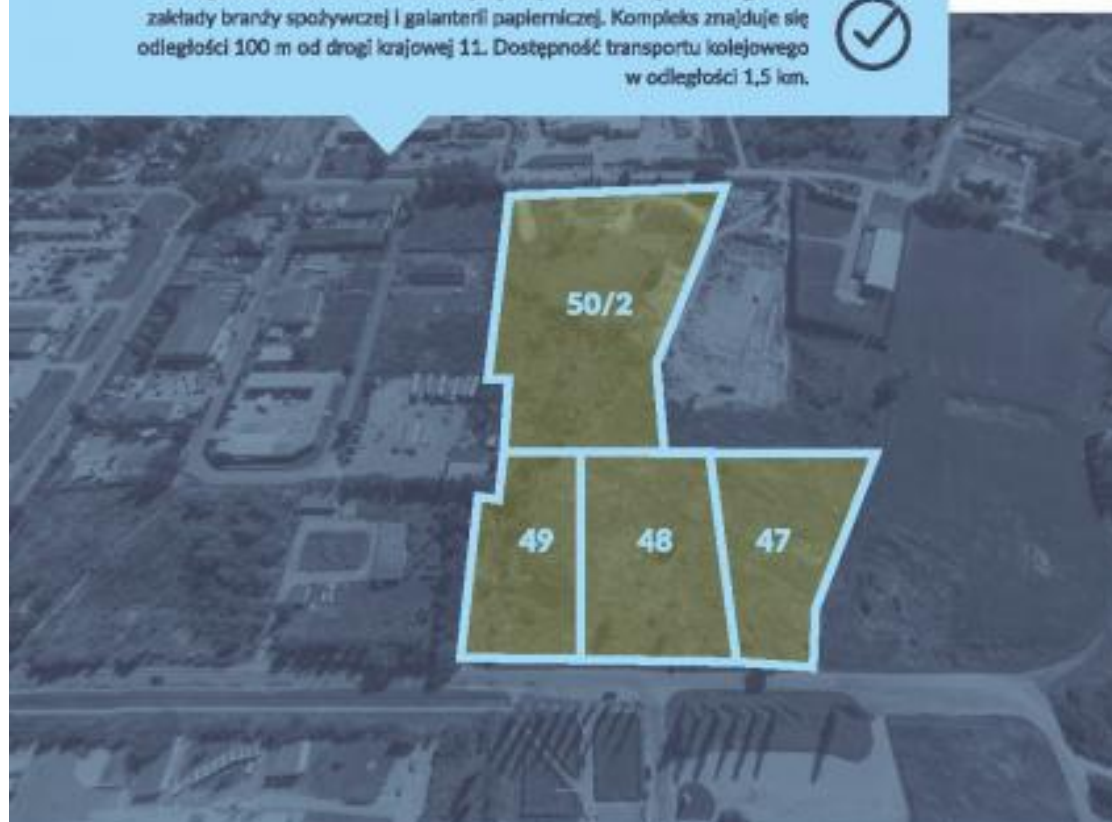 zakłady branży spożywczej i galanterii papierniczej. Kompleks znajduje się
odległości 100 m od drogi krajowej 11. Dostępność transportu kolejowego
w odległości 1,5 km.
50/2
49
48
47